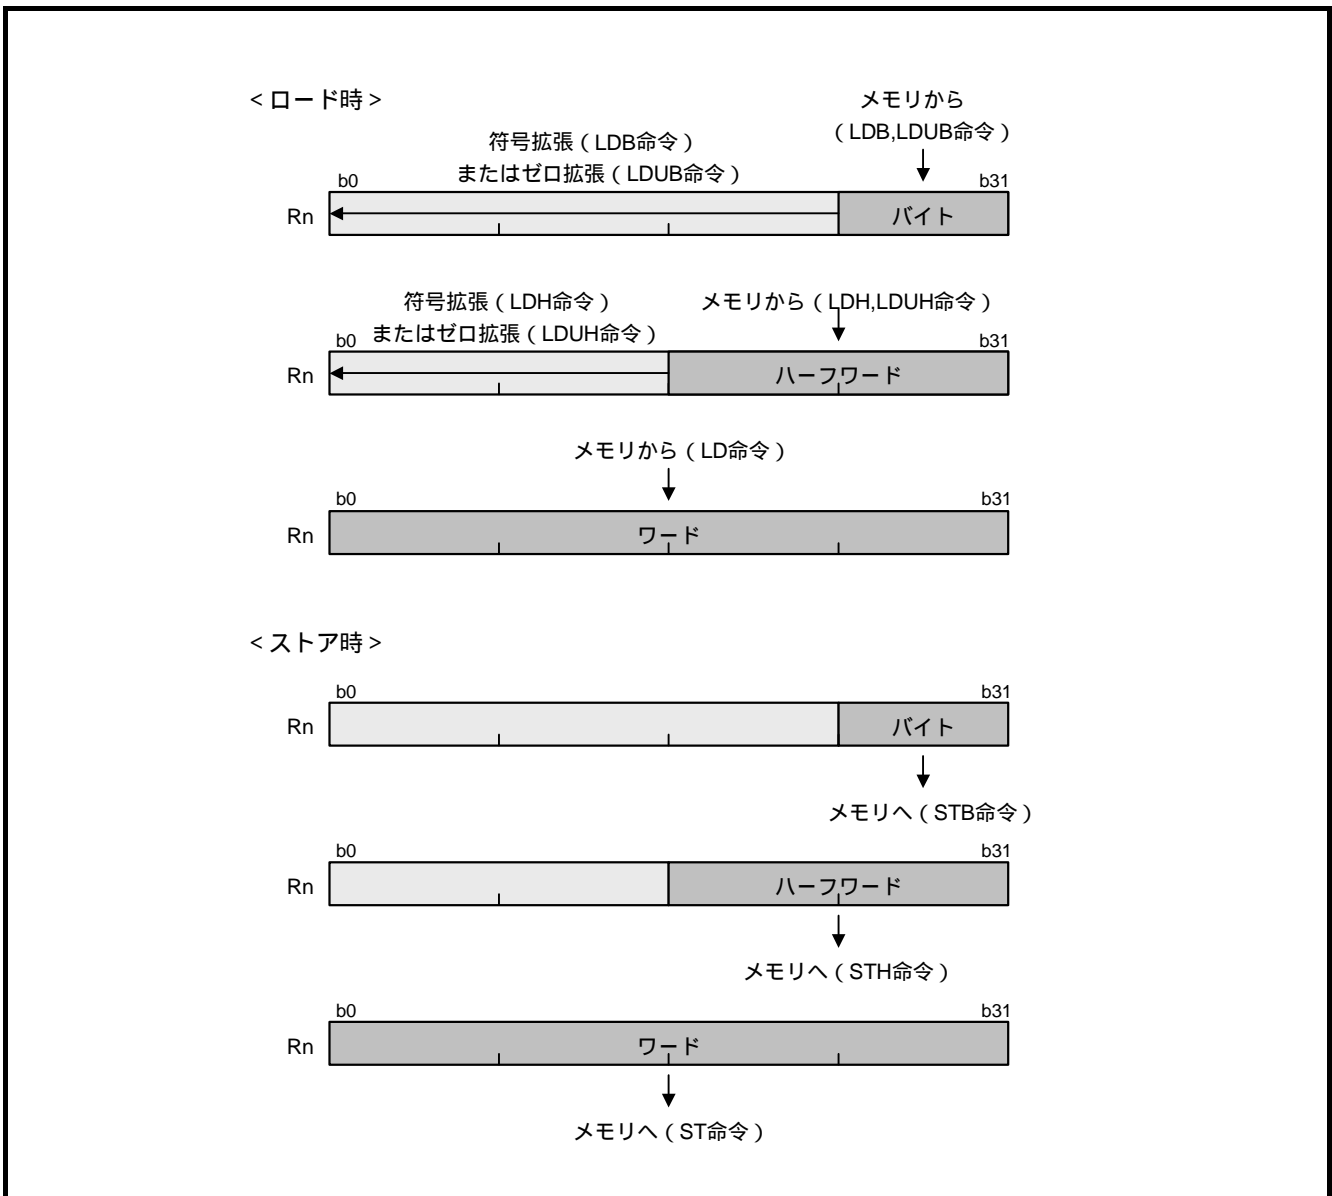 <ロード時>
メモリから
(LDB,LDUB命令)
符号拡張(LDB命令)
またはゼロ拡張(LDUB命令)
b0 b31
Rn バイト
符号拡張(LDH命令) メモリから(LDH,LDUH命令)
またはゼロ拡張(LDUH命令)
b0 b31
Rn ハーフワード
メモリから(LD命令)
b0 b31
Rn ワード
<ストア時>
b0 b31
Rn バイト
メモリへ(STB命令)
b0 b31
Rn ハーフワード
メモリへ(STH命令)
b0 b31
Rn ワード
メモリへ(ST命令)